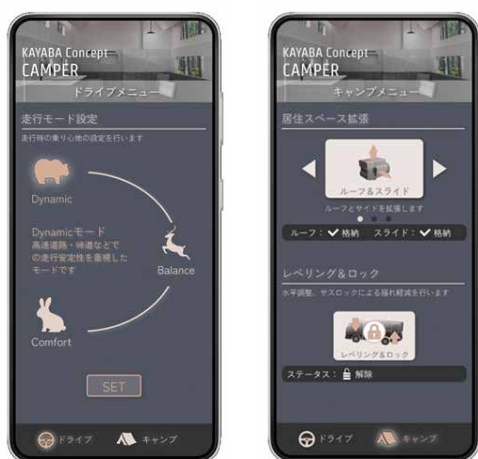 KAYABA Concept
CAMPER
ドライブメニュー
走行モード設定
走行時の乗り心地の設定を行います
Dynamic
Dynamicモード
高速道路・峠道などで
の走行安定性を重視した
モードです
Balance
Comfort
SET
ドライブ
キャンプ
KAYABA Concept
CAMPER
キャンプメニュー
居住スペース拡張
ルーフ&スライド
ルーフとサイドを拡張します
ルーフ： 格納 スライド： 格納
レベリング&ロック
水平調整、サスロックによる揺れ軽減を行います
レベリング&ロック
ステータス： 解除
ドライブ
キャンプ